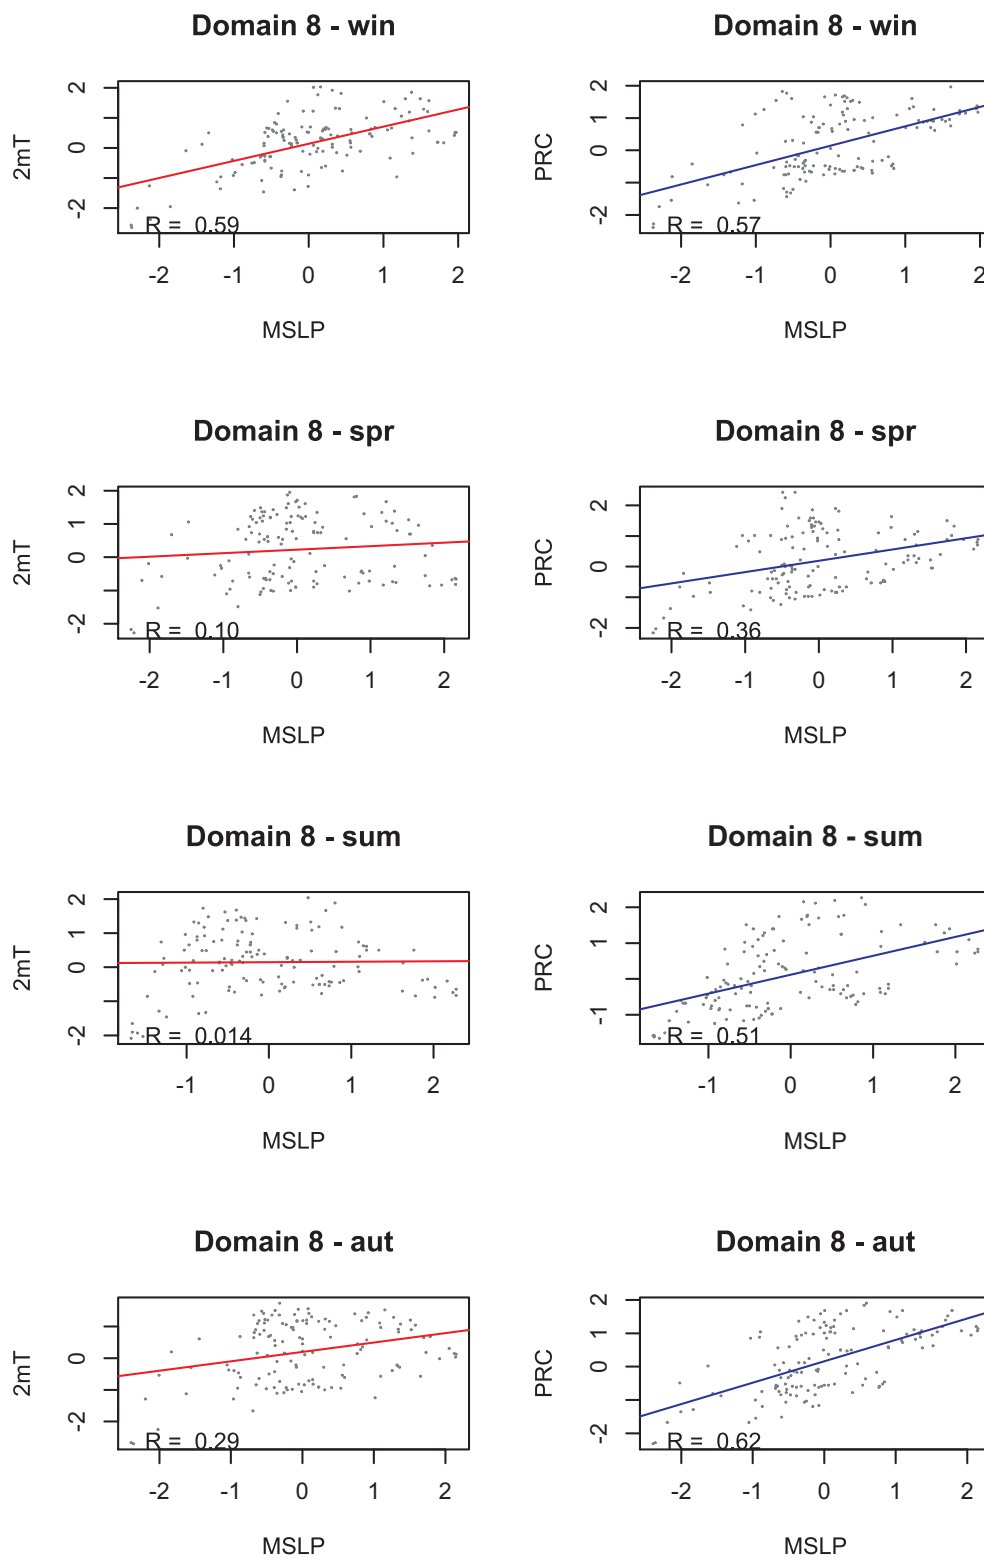 Domain 8 - win
2mT
2
0
-2
R = 0.59
-2 -1 0 1 2
MSLP
Domain 8 - win
PRC
2
1
0
-2
R = 0.57
-2 -1 0 1 2
MSLP
Domain 8 - spr
2mT
2
1
0
-2
R = 0.10
-2 -1 0 1 2
MSLP
Domain 8 - spr
PRC
2
0
-2
R = 0.36
-2 -1 0 1 2
MSLP
Domain 8 - sum
2mT
2
1
0
-2
R = 0.014
-1 0 1 2
MSLP
Domain 8 - sum
PRC
2
1
-1
R = 0.51
-1 0 1 2
MSLP
Domain 8 - aut
2mT
0
-2
R = 0.29
-2 -1 0 1 2
MSLP
Domain 8 - aut
PRC
2
1
0
-2
R = 0.62
-2 -1 0 1 2
MSLP